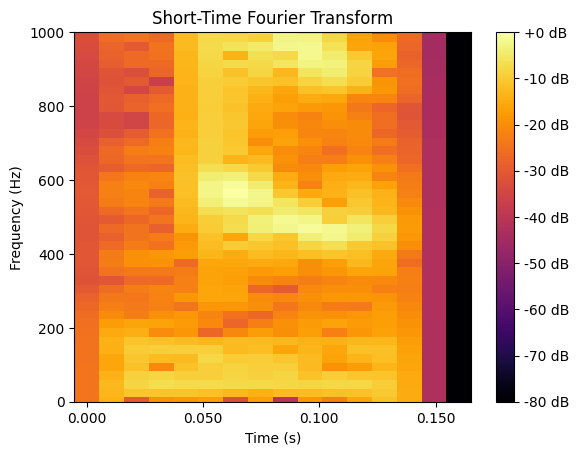 Short-Time Fourier Transform
Frequency (Hz)
1000
800
600
400
200
0
0.000
0.050
0.100
0.150
Time (s)
+0 dB
-10 dB
-20 dB
-30 dB
-40 dB
-50 dB
-60 dB
-70 dB
-80 dB